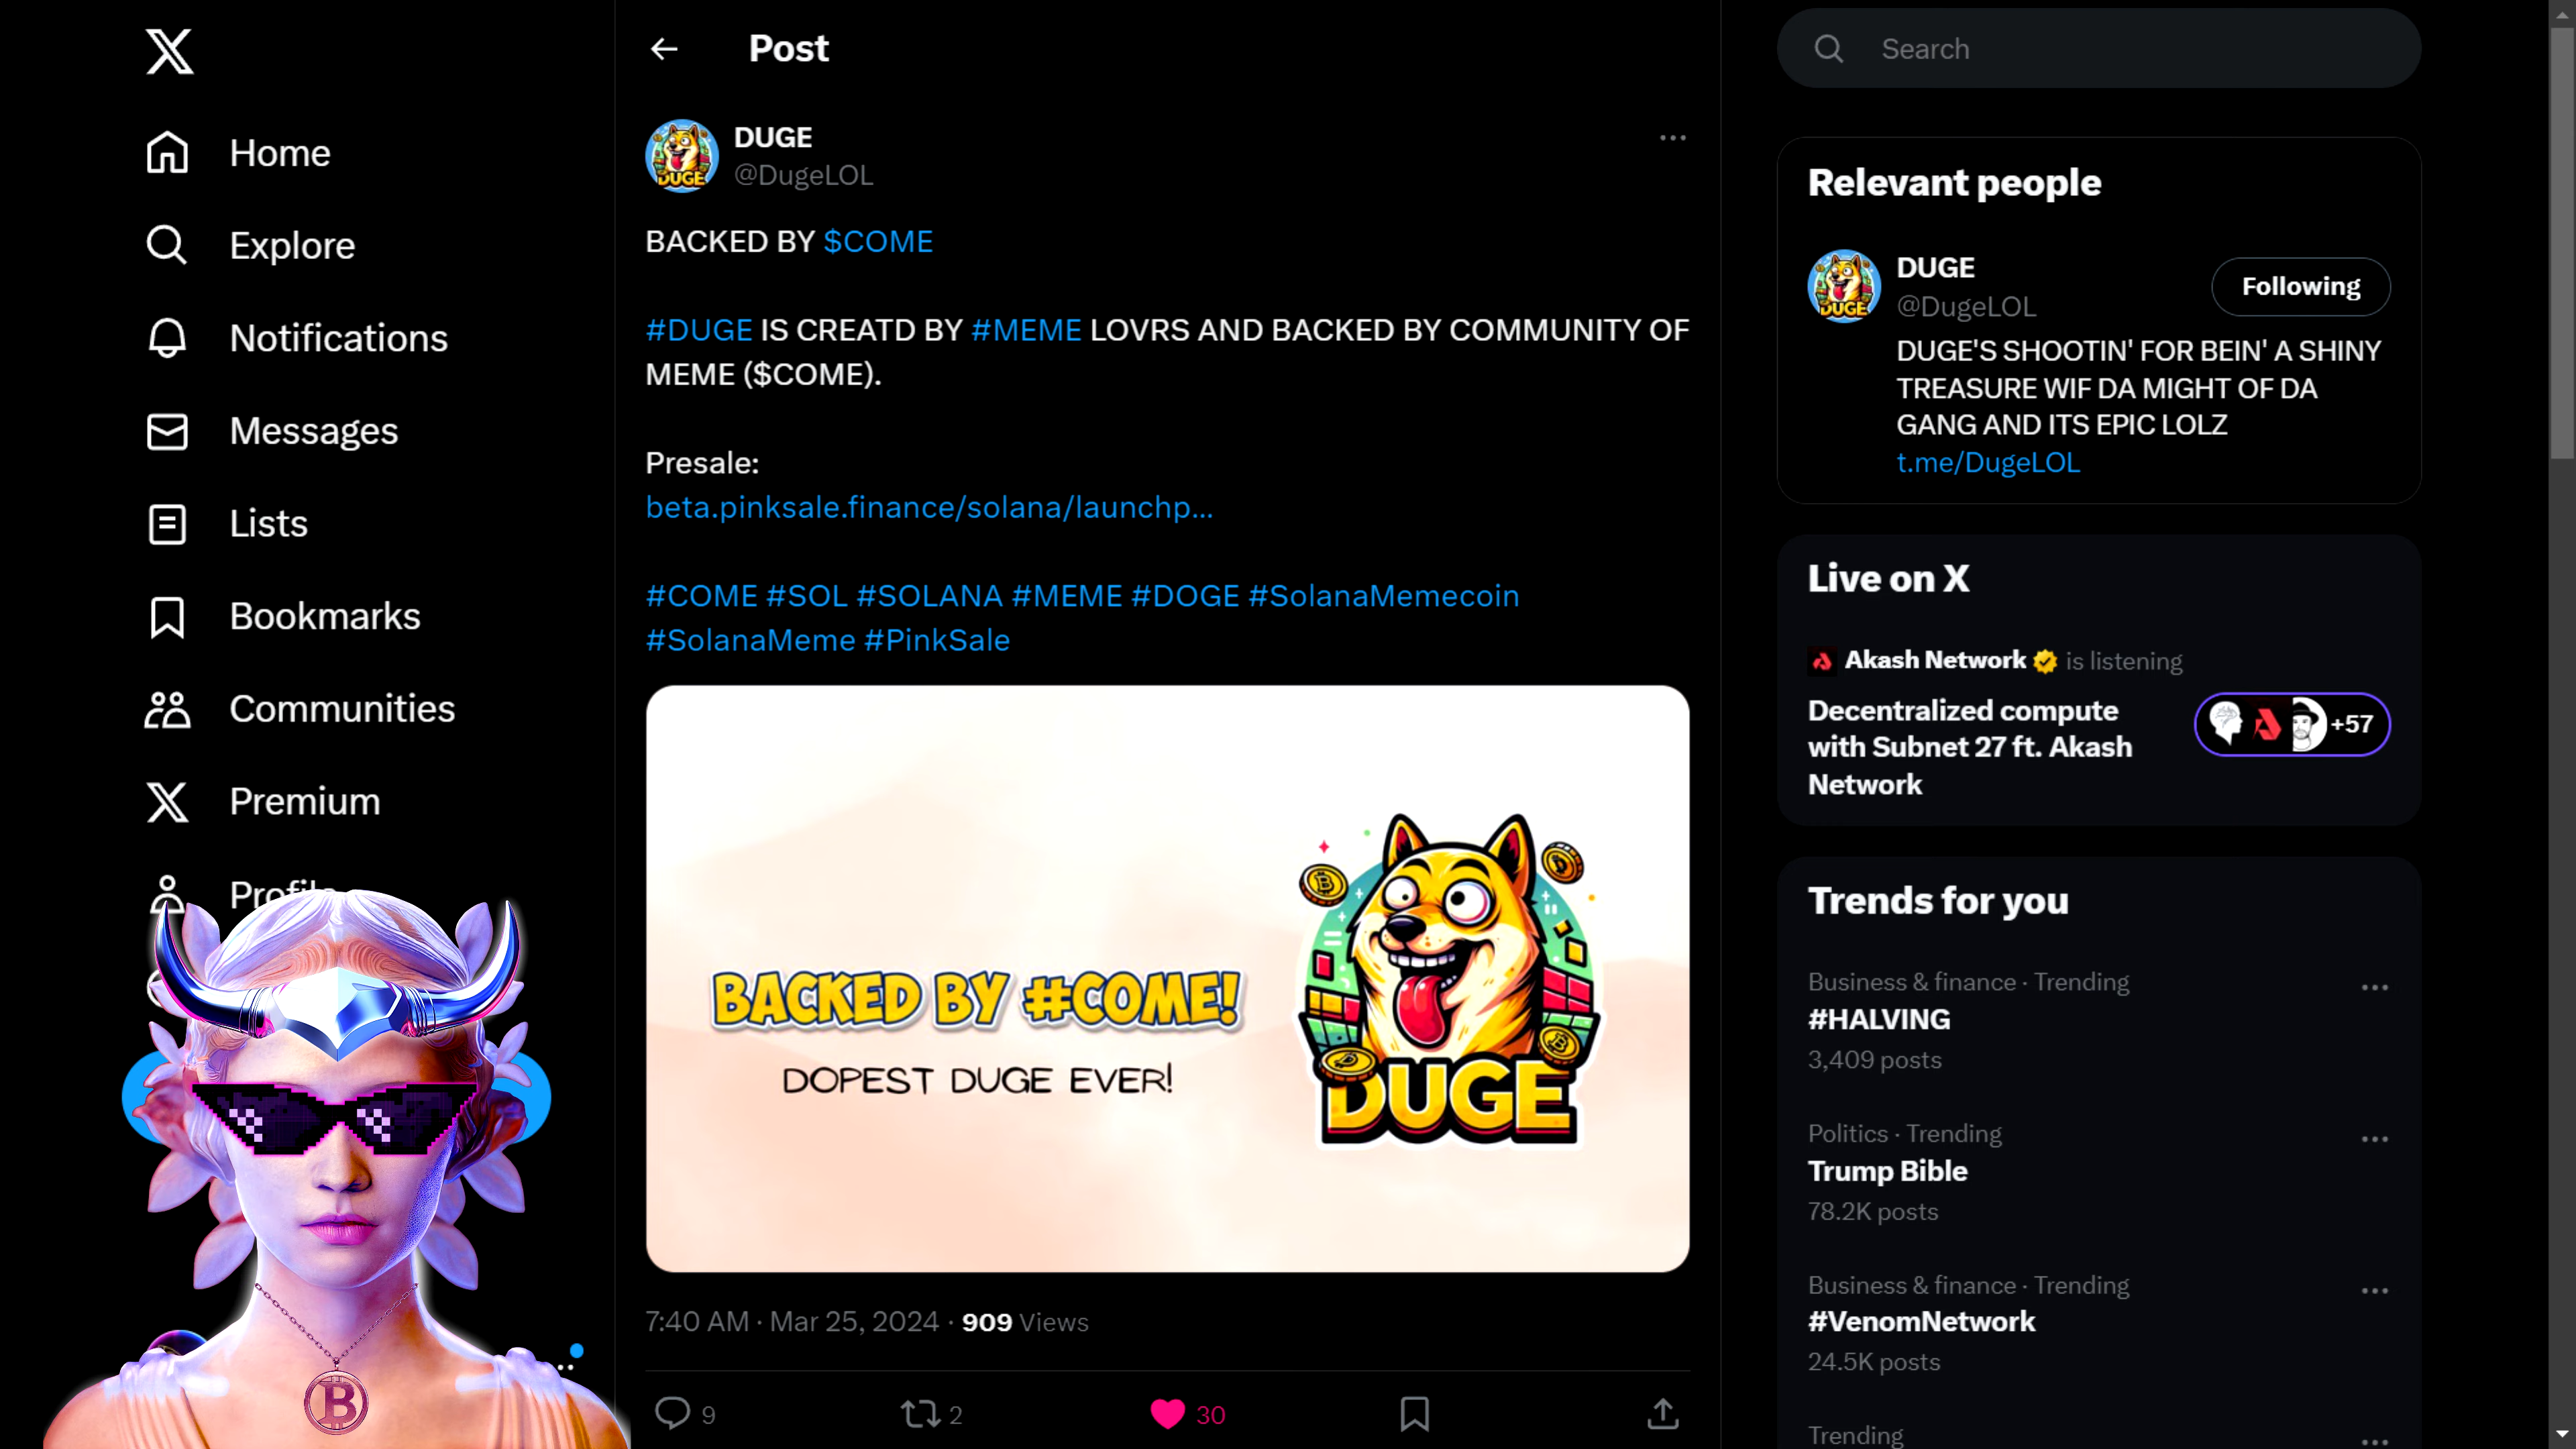 Home
Explore
Notifications
Messages
Lists
Bookmarks
Communities
Premium
Post
DUGE
@DugeLOL
BACKED BY $COME
#DUGE IS CREATD BY #MEME LOVRS AND BACKED BY COMMUNITY OF
MEME ($COME).
Presale:
beta.pinksale.finance/solana/launchp...
#COME #SOL #SOLANA #MEME #DOGE #SolanaMemecoin
#SolanaMeme #PinkSale
BACKED BY #COME!
DOPEST DUGE EVER!
DUGE
7:40 AM · Mar 25, 2024 · 909 Views
9
2
30
Search
Relevant people
DUGE
@DugeLOL
Following
DUGE'S SHOOTIN' FOR BEIN' A SHINY
TREASURE WIF DA MIGHT OF DA
GANG AND ITS EPIC LOLZ
t.me/DugeLOL
Live on X
Akash Network is listening
Decentralized compute
with Subnet 27 ft. Akash
Network
+57
Trends for you
Business & finance · Trending
#HALVING
3,409 posts
Politics · Trending
Trump Bible
78.2K posts
Business & finance · Trending
#VenomNetwork
24.5K posts
Trending